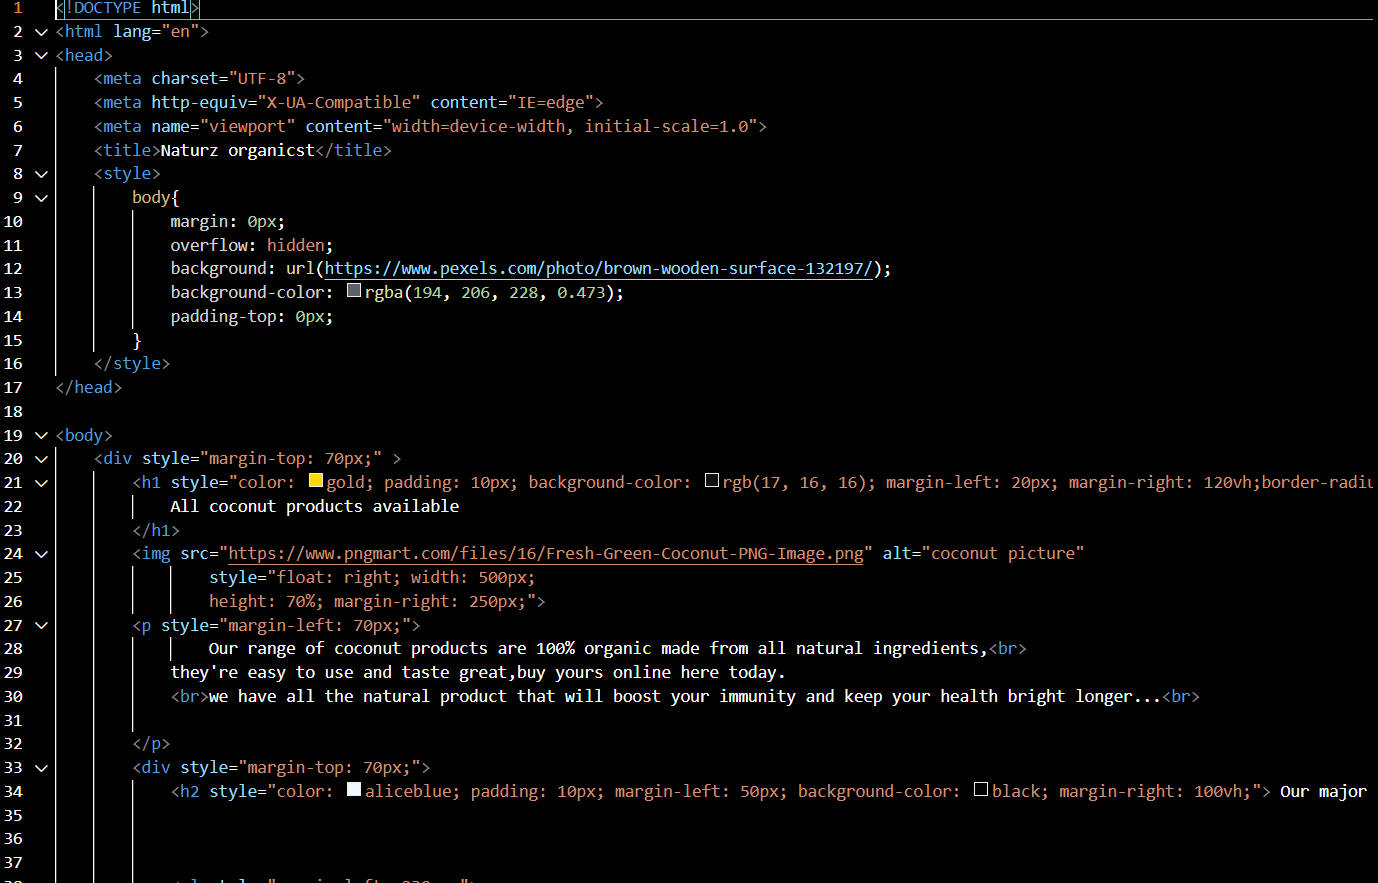 1 <!DOCTYPE html>
2 <html lang="en">
3 <head>
4 <meta charset="UTF-8">
5 <meta http-equiv="X-UA-Compatible" content="IE=edge">
6 <meta name="viewport" content="width=device-width, initial-scale=1.0">
7 <title>Naturz organicst</title>
8 <style>
9 body{
10 margin: 0px;
11 overflow: hidden;
12 background: url(https://www.pexels.com/photo/brown-wooden-surface-132197/);
13 background-color: rgba(194, 206, 228, 0.473);
14 padding-top: 0px;
15 }
16 </style>
17 </head>
18
19 <body>
20 <div style="margin-top: 70px;" >
21 <h1 style="color: gold; padding: 10px; background-color: rgb(17, 16, 16); margin-left: 20px; margin-right: 120vh;border-radiu
22 All coconut products available
23 </h1>
24 <img src="https://www.pngmart.com/files/16/Fresh-Green-Coconut-PNG-Image.png" alt="coconut picture"
25 style="float: right; width: 500px;
26 height: 70%; margin-right: 250px;">
27 <p style="margin-left: 70px;">
28 Our range of coconut products are 100% organic made from all natural ingredients,<br>
29 they're easy to use and taste great,buy yours online here today.
30 <br>we have all the natural product that will boost your immunity and keep your health bright longer...<br>
31
32 </p>
33 <div style="margin-top: 70px;">
34 <h2 style="color: aliceblue; padding: 10px; margin-left: 50px; background-color: black; margin-right: 100vh;"> Our major
35
36
37